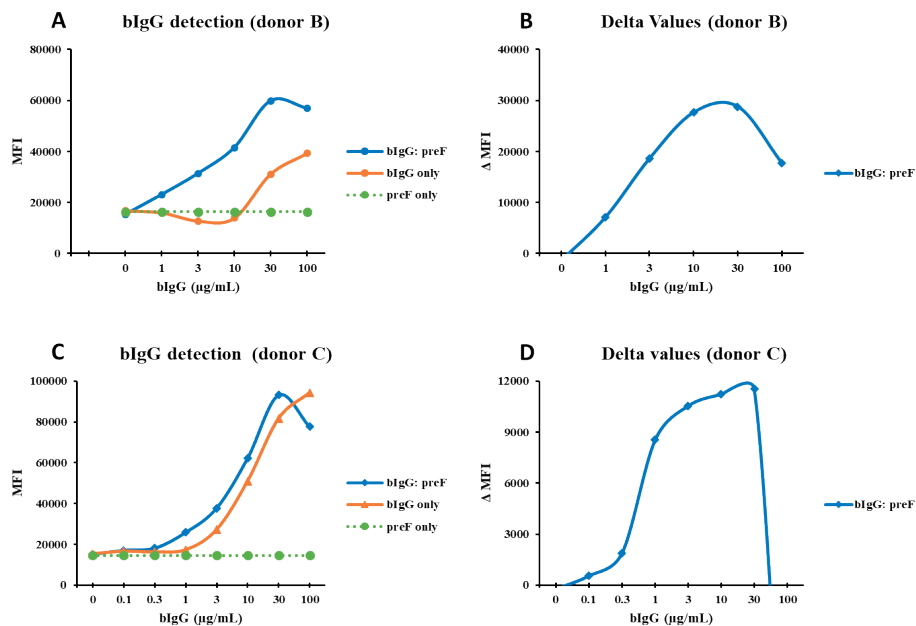 A
bIgG detection (donor B)
80000
60000
40000
20000
0
MFI
0 1 3 10 30 100
bIgG (µg/mL)
bIgG: preF
bIgG only
preF only
B
Delta Values (donor B)
40000
30000
20000
10000
0
Δ MFI
0 1 3 10 30 100
bIgG (µg/mL)
bIgG: preF
C
bIgG detection (donor C)
100000
80000
60000
40000
20000
0
MFI
0 0.1 0.3 1 3 10 30 100
bIgG (µg/mL)
bIgG: preF
bIgG only
preF only
D
Delta values (donor C)
12000
9000
6000
3000
0
Δ MFI
0 0.1 0.3 1 3 10 30 100
bIgG (µg/mL)
bIgG: preF